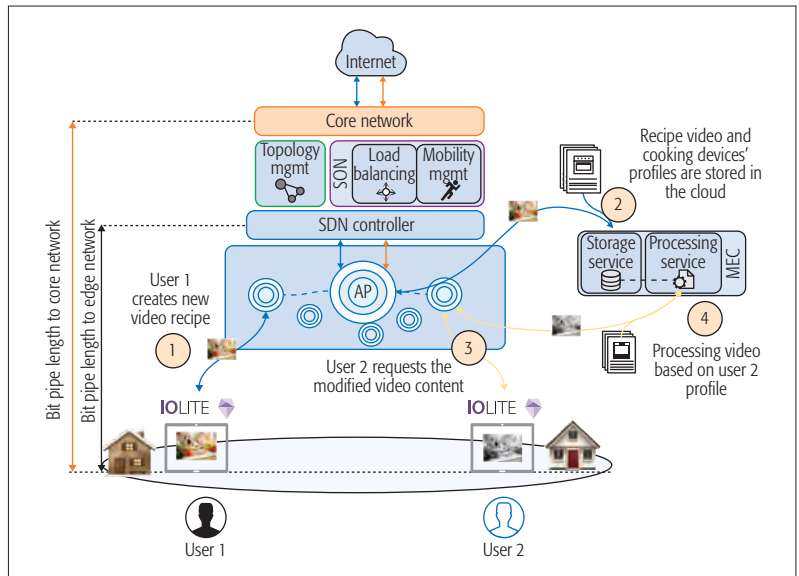 Internet
Core network
Topology
mgmt
SON
Load
balancing
Mobility
mgmt
SDN controller
Recipe video and
cooking devices'
profiles are stored in
the cloud
2
Storage
service
Processing
service
MEC
Bit pipe length to core network
Bit pipe length to edge network
User 1
creates new
video recipe
1
AP
3
User 2 requests the
modified video content
4
Processing video
based on user 2
profile
IOLITE
IOLITE
User 1
User 2